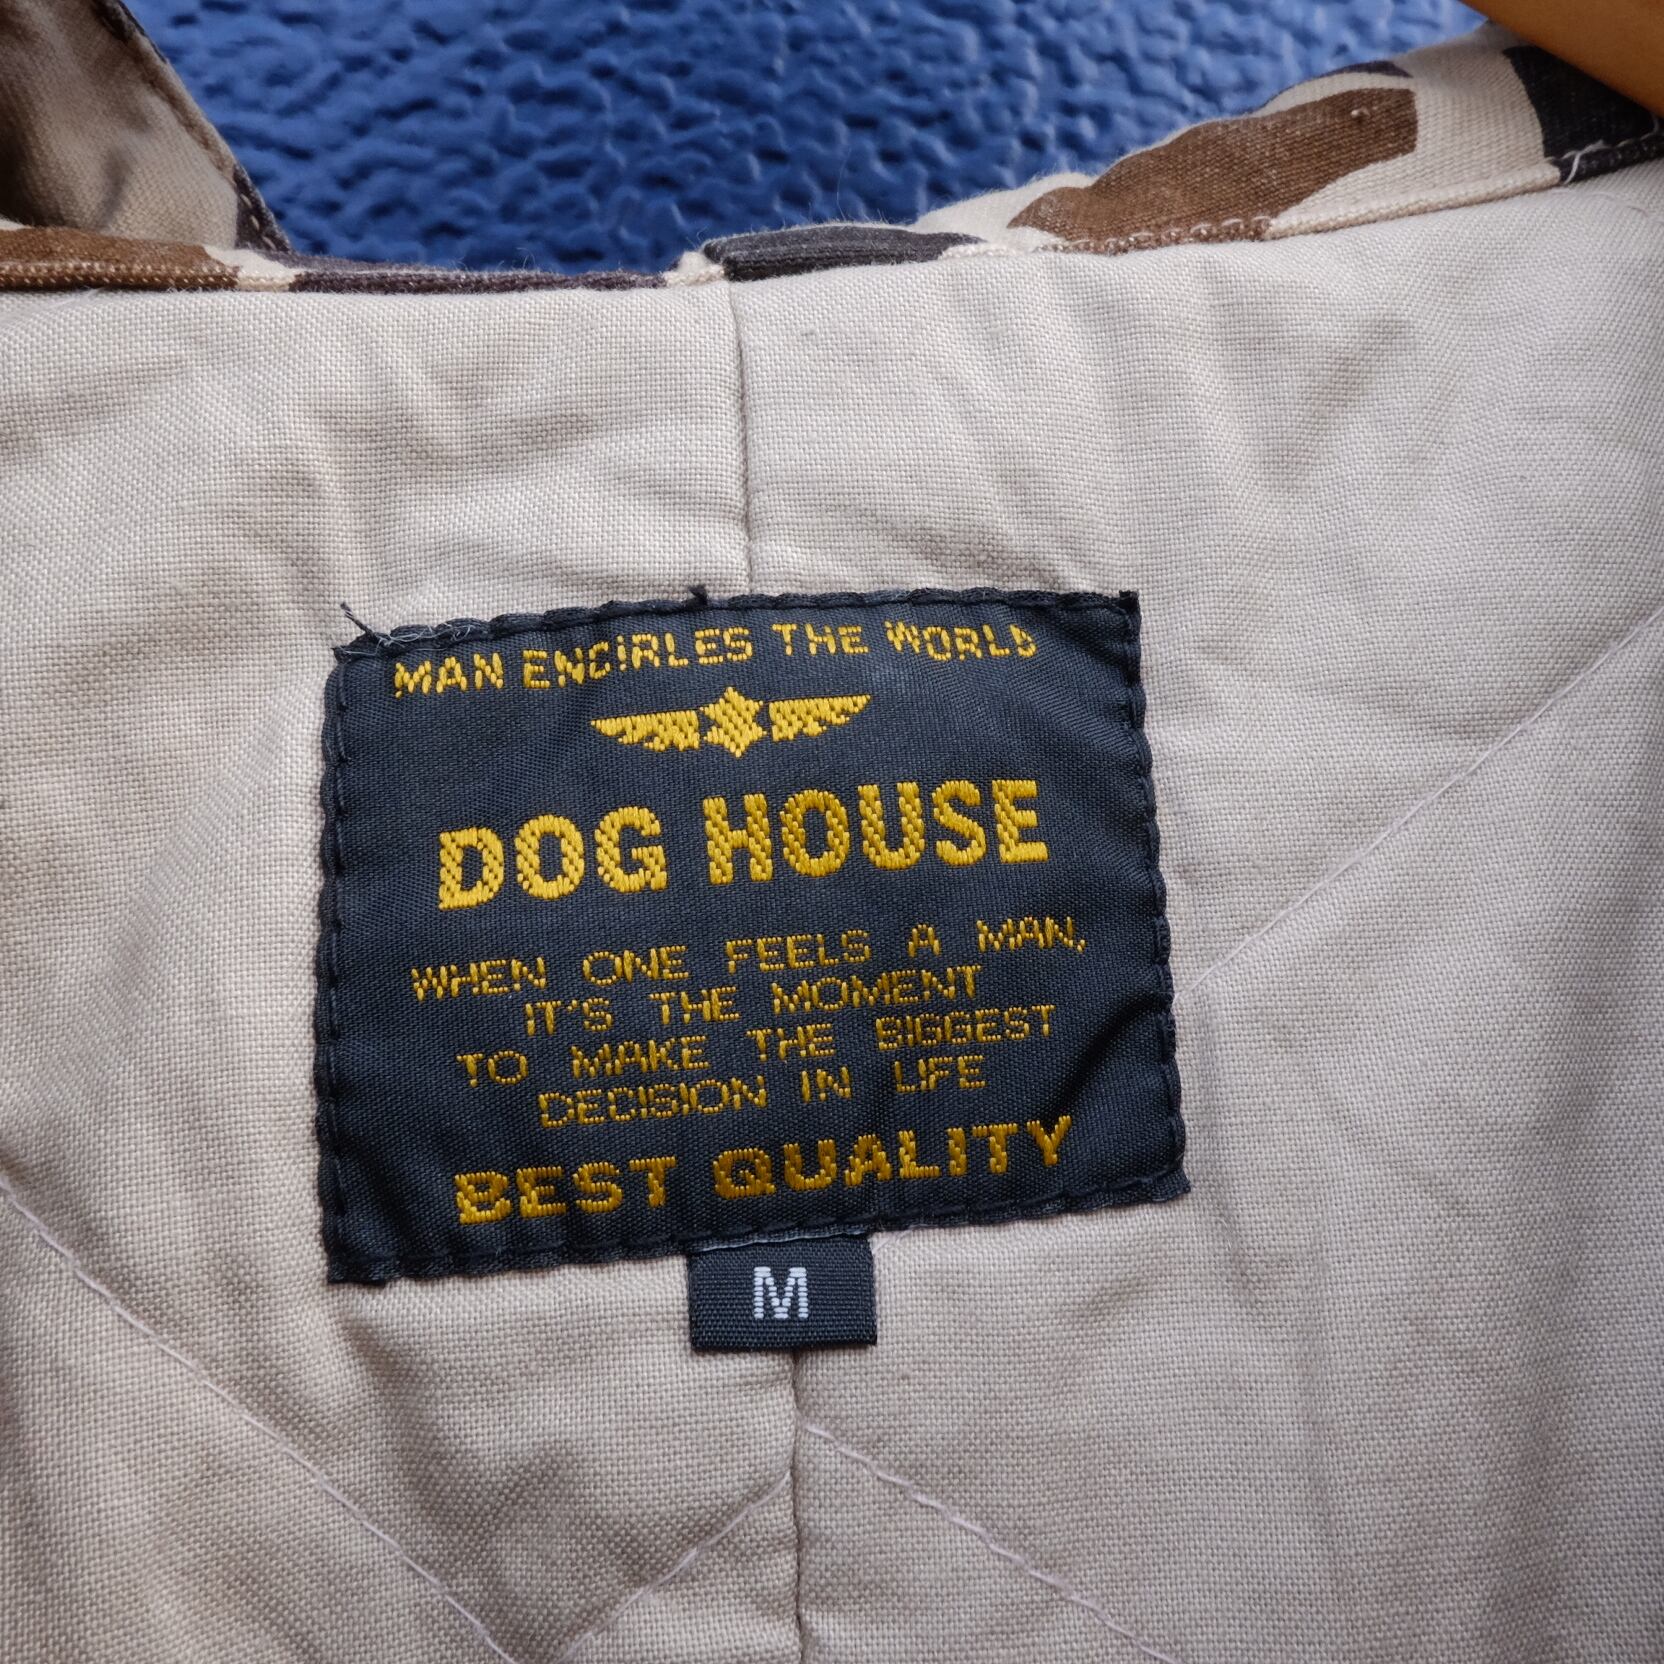 MAN ENCIRLES THE WORLD
DOG HOUSE
WHEN ONE FEELS A MAN,
IT'S THE MOMENT
TO MAKE THE BIGGEST
DECISION IN LIFE
BEST QUALITY
M